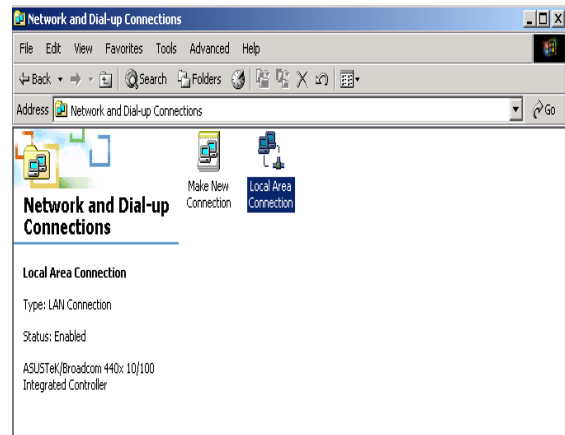 Network and Dial-up Connections
File Edit View Favorites Tools Advanced Help
Back Search Folders
Address Network and Dial-up Connections Go
Make New Connection
Local Area Connection
Network and Dial-up
Connections
Local Area Connection
Type: LAN Connection
Status: Enabled
ASUSTeK/Broadcom 440x 10/100
Integrated Controller